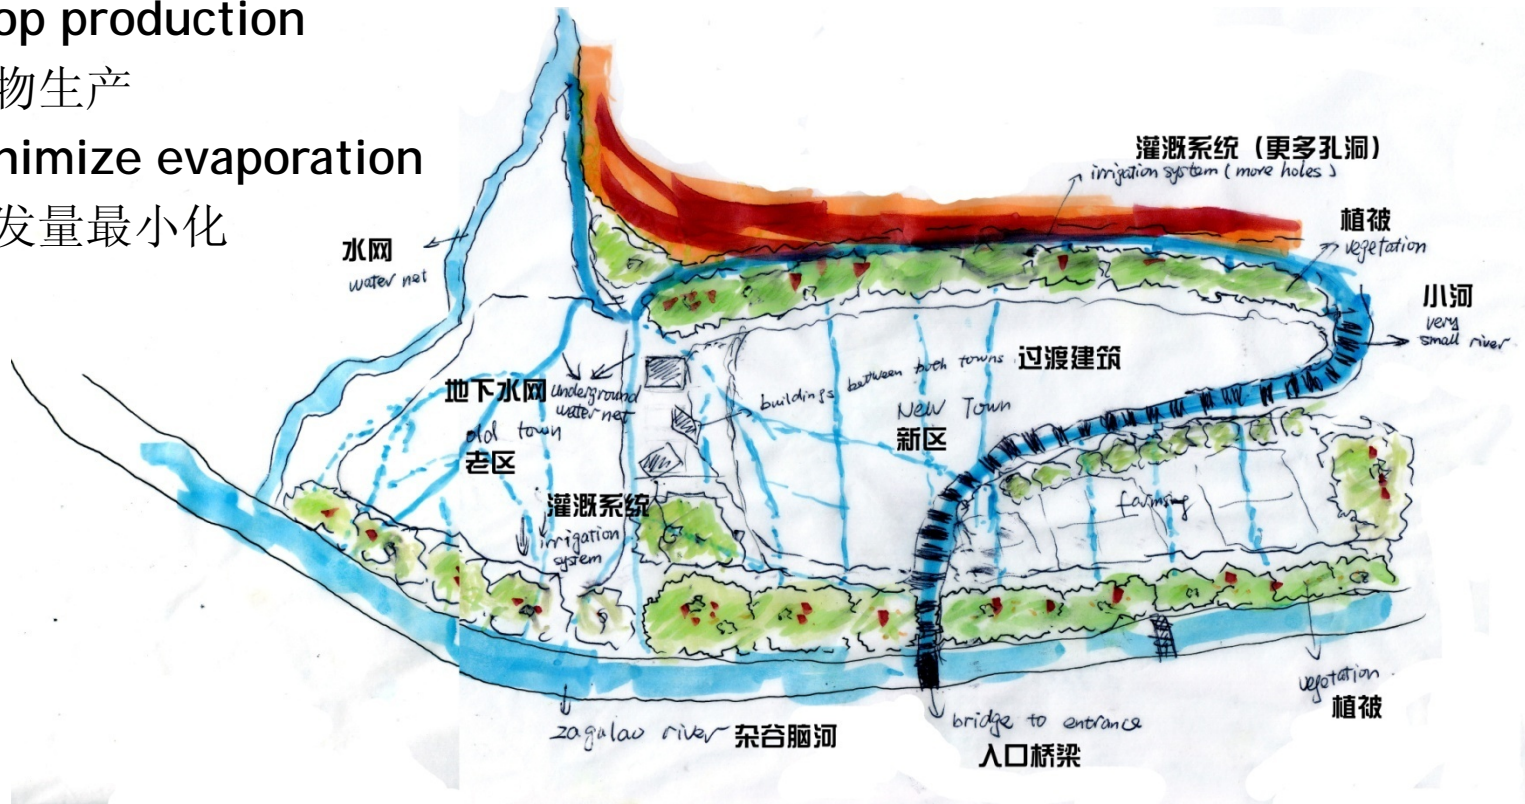 op production
物生产
nimize evaporation
发量最小化
灌溉系统（更多孔洞）
irrigation system (more holes)
植被
vegetation
水网
water net
小河
very
small river
过渡建筑
buildings between both towns
地下水网
underground
water net
New Town
新区
old town
老区
灌溉系统
irrigation
system
farming
vegetation
植被
zagulao river
杂谷脑河
bridge to entrance
入口桥梁